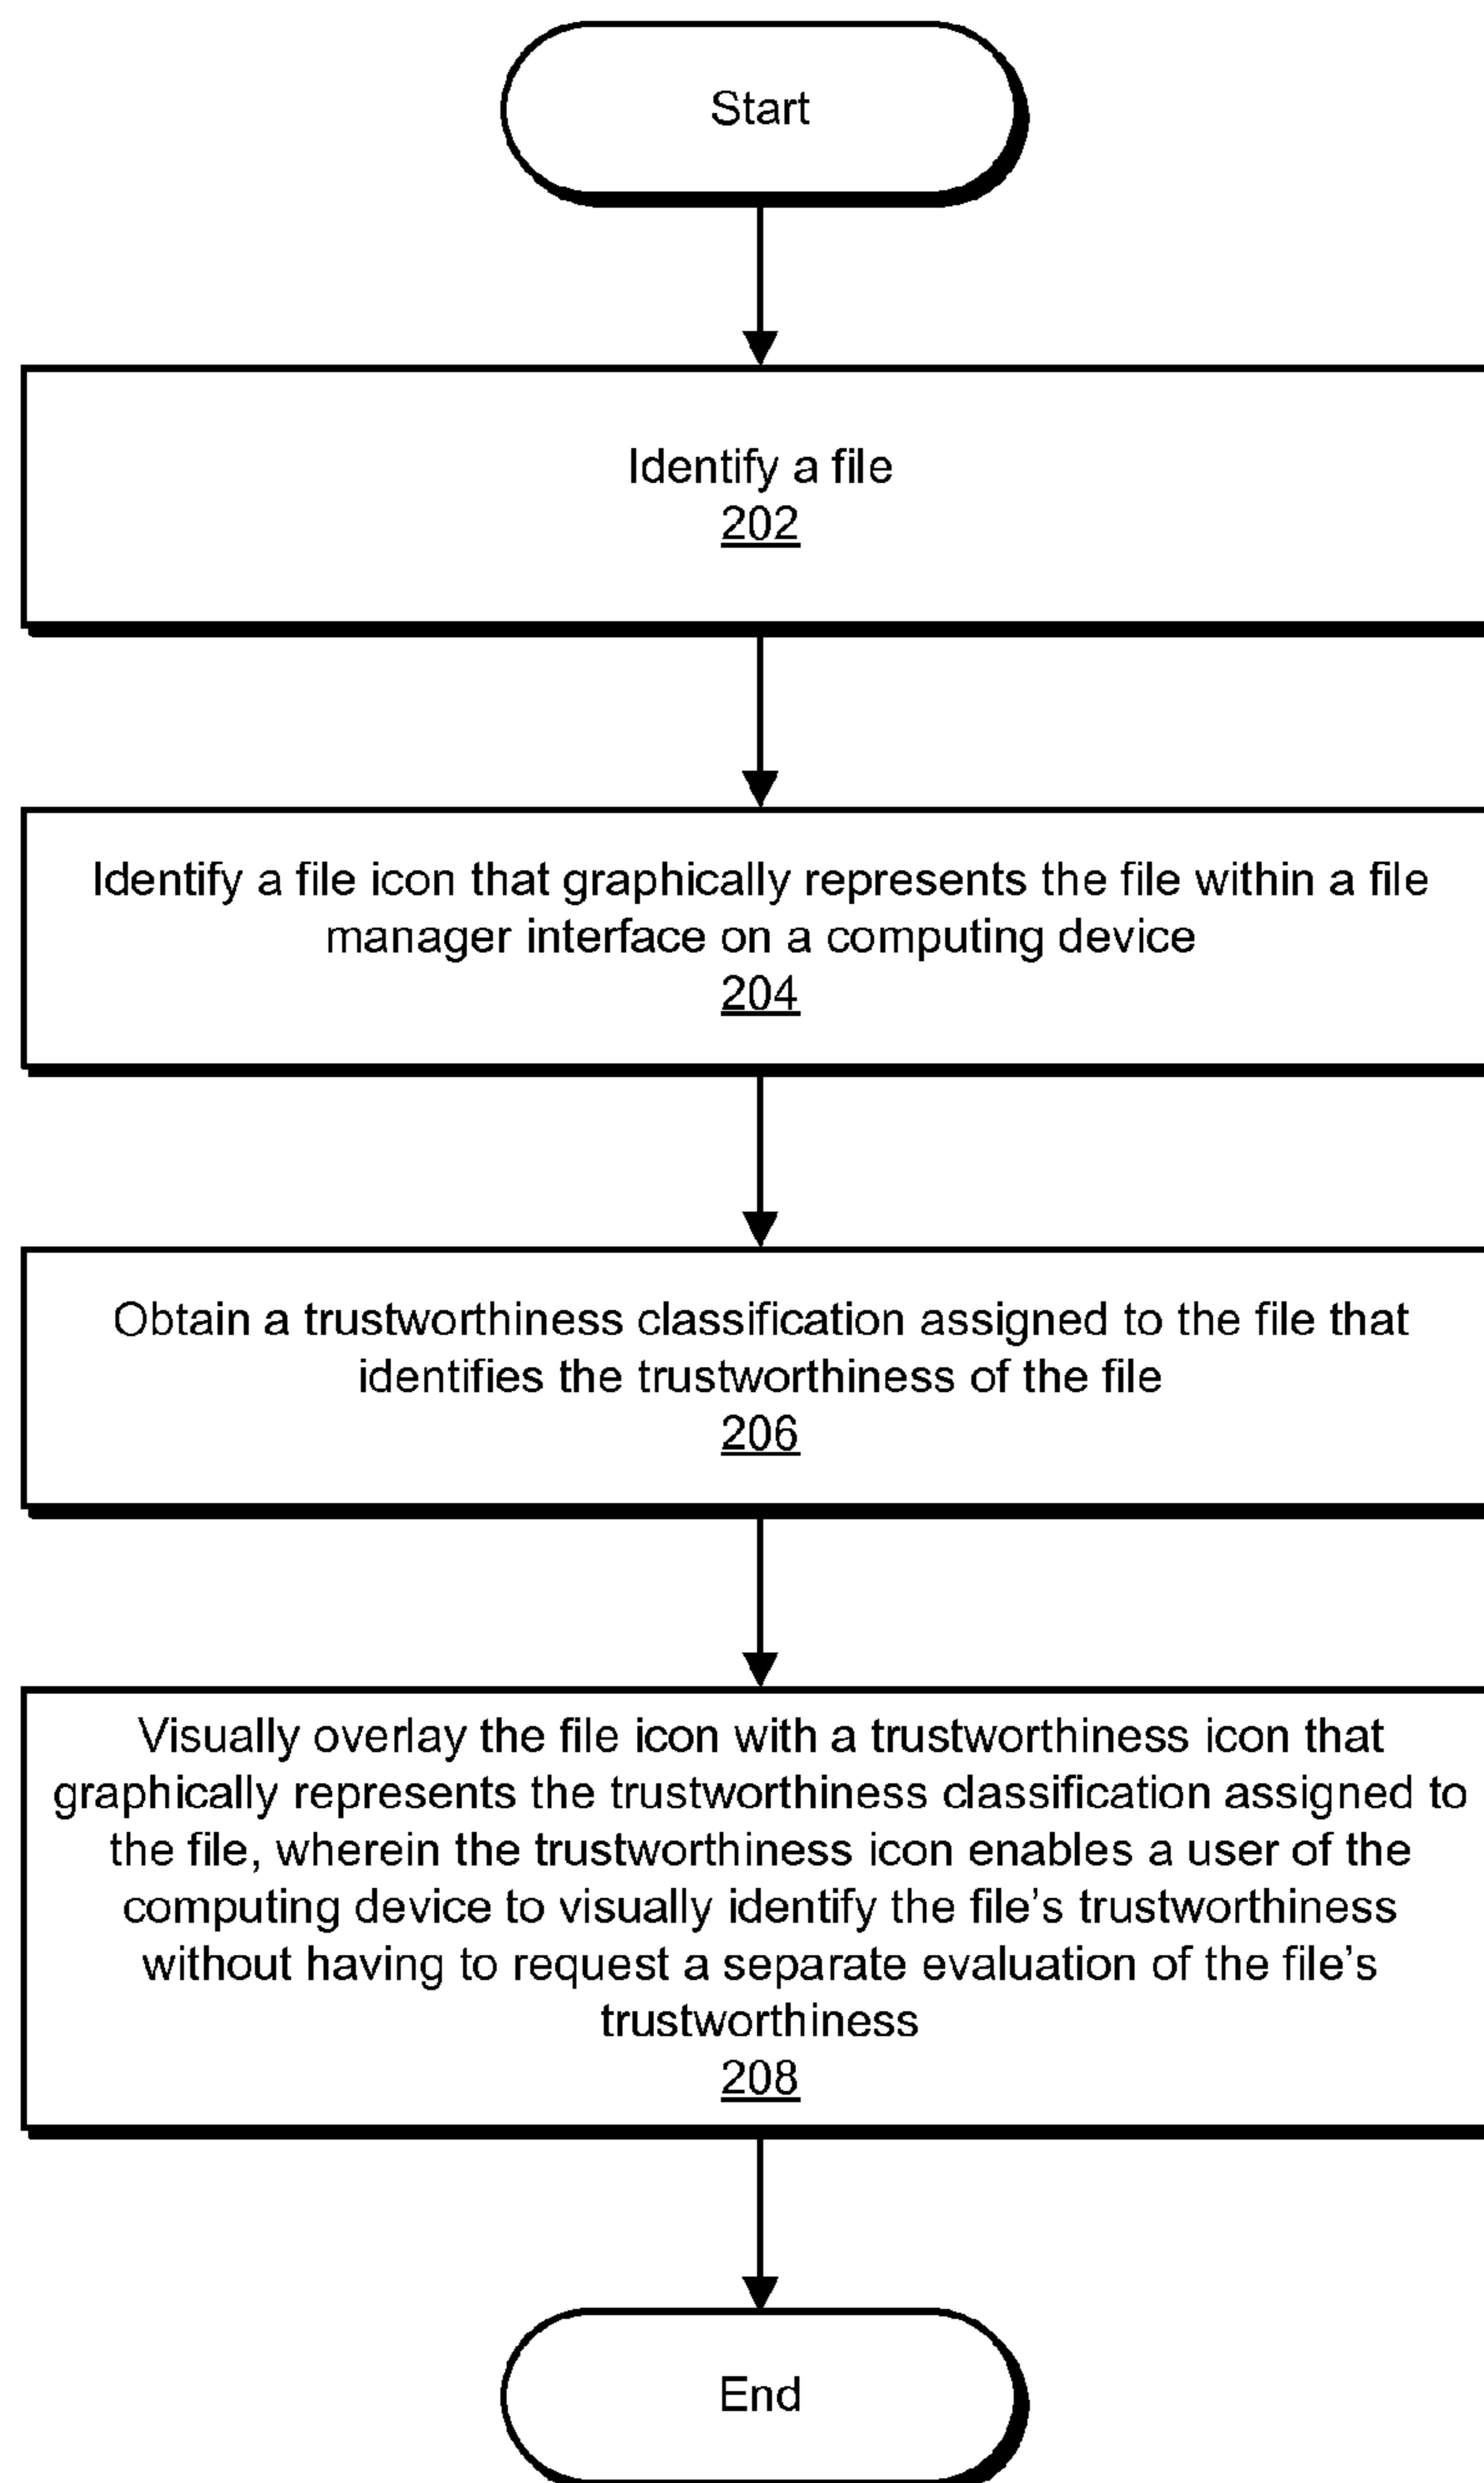 Start
Identify a file
202
Identify a file icon that graphically represents the file within a file
manager interface on a computing device
204
Obtain a trustworthiness classification assigned to the file that
identifies the trustworthiness of the file
206
Visually overlay the file icon with a trustworthiness icon that
graphically represents the trustworthiness classification assigned to
the file, wherein the trustworthiness icon enables a user of the
computing device to visually identify the file's trustworthiness
without having to request a separate evaluation of the file's
trustworthiness
208
End